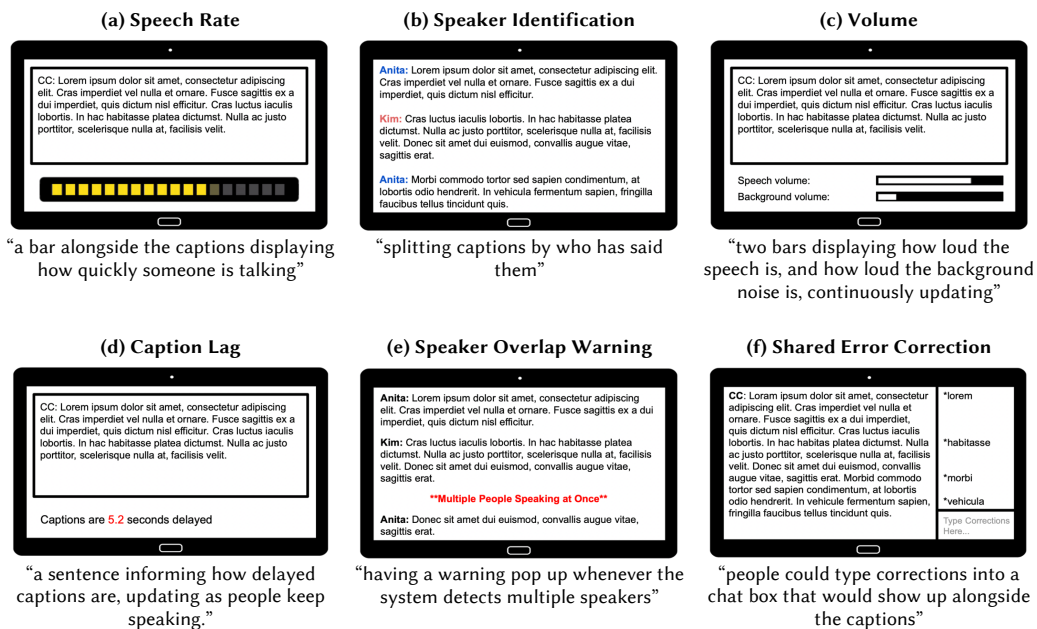 (a) Speech Rate
CC: Lorem ipsum dolor sit amet, consectetur adipiscing
elit. Cras imperdiet vel nulla et ornare. Fusce sagittis ex a
dui imperdiet, quis dictum nisl efficitur. Cras luctus iaculis
lobortis. In hac habitasse platea dictumst. Nulla ac justo
porttitor, scelerisque nulla at, facilisis velit.
"a bar alongside the captions displaying
how quickly someone is talking"
(b) Speaker Identification
Anita: Lorem ipsum dolor sit amet, consectetur adipiscing elit.
Cras imperdiet vel nulla et ornare. Fusce sagittis ex a dui
imperdiet, quis dictum nisl efficitur.
Kim: Cras luctus iaculis lobortis. In hac habitasse platea
dictumst. Nulla ac justo porttitor, scelerisque nulla at, facilisis
velit. Donec sit amet dui euismod, convallis augue vitae,
sagittis erat.
Anita: Morbi commodo tortor sed sapien condimentum, at
lobortis odio hendrerit. In vehicula fermentum sapien, fringilla
faucibus tellus tincidunt quis.
"splitting captions by who has said
them"
(c) Volume
CC: Lorem ipsum dolor sit amet, consectetur adipiscing
elit. Cras imperdiet vel nulla et ornare. Fusce sagittis ex a
dui imperdiet, quis dictum nisl efficitur. Cras luctus iaculis
lobortis. In hac habitasse platea dictumst. Nulla ac justo
porttitor, scelerisque nulla at, facilisis velit.
Speech volume:
Background volume:
"two bars displaying how loud the
speech is, and how loud the background
noise is, continuously updating"
(d) Caption Lag
CC: Lorem ipsum dolor sit amet, consectetur adipiscing
elit. Cras imperdiet vel nulla et ornare. Fusce sagittis ex a
dui imperdiet, quis dictum nisl efficitur. Cras luctus iaculis
lobortis. In hac habitasse platea dictumst. Nulla ac justo
porttitor, scelerisque nulla at, facilisis velit.
Captions are 5.2 seconds delayed
"a sentence informing how delayed
captions are, updating as people keep
speaking."
(e) Speaker Overlap Warning
Anita: Lorem ipsum dolor sit amet, consectetur adipiscing
elit. Cras imperdiet vel nulla et ornare. Fusce sagittis ex a dui
imperdiet, quis dictum nisl efficitur.
Kim: Cras luctus iaculis lobortis. In hac habitasse platea
dictumst. Nulla ac justo porttitor, scelerisque nulla at, facilisis
velit. Donec sit amet dui euismod, convallis augue vitae,
sagittis erat.
**Multiple People Speaking at Once**
Anita: Donec sit amet dui euismod, convallis augue vitae,
sagittis erat.
"having a warning pop up whenever the
system detects multiple speakers"
(f) Shared Error Correction
CC: Lorem ipsum dolor sit amet, consectetur
adipiscing elit. Cras imperdiet vel nulla et
ornare. Fusce sagittis ex a dui imperdiet,
quis dictum nisl efficitur. Cras luctus iaculis
lobortis. In hac habitas platea dictumst. Nulla
ac justo porttitor, scelerisque nulla at, facilisis
velit. Donec sit amet dui euismod, convallis
augue vitae, sagittis erat. Morbid commodo
tortor sed sapien condimentum, at lobortis
odio hendrerit. In vehicule fermentum sapien,
fringilla faucibus tellus tincidunt quis.
*lorem
*habitasse
*morbi
*vehicula
Type Corrections
Here...
"people could type corrections into a
chat box that would show up alongside
the captions"